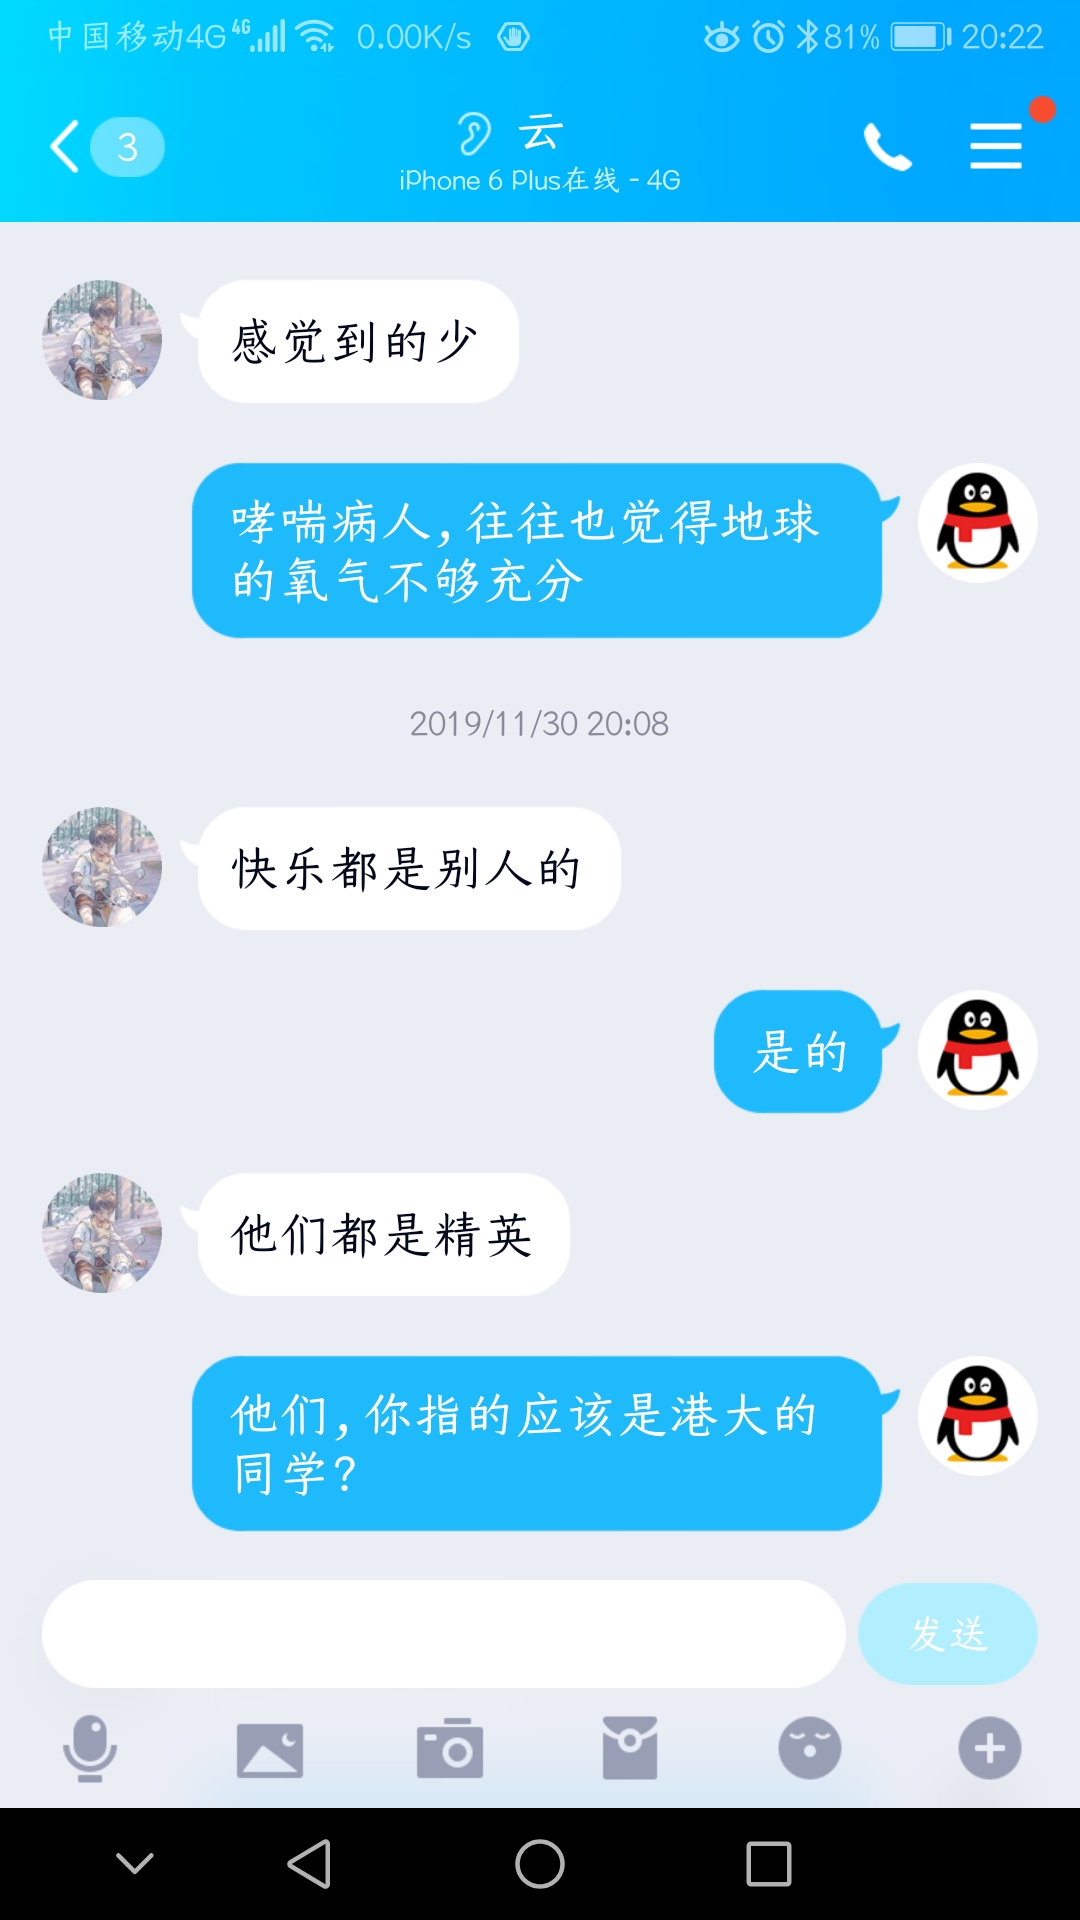 中国移动4G 4G 0.00K/s 81% 20:22
3
云
iPhone 6 Plus在线 - 4G
感觉到的少
哮喘病人,往往也觉得地球
的氧气不够充分
2019/11/30 20:08
快乐都是别人的
是的
他们都是精英
他们,你指的应该是港大的
同学?
发送